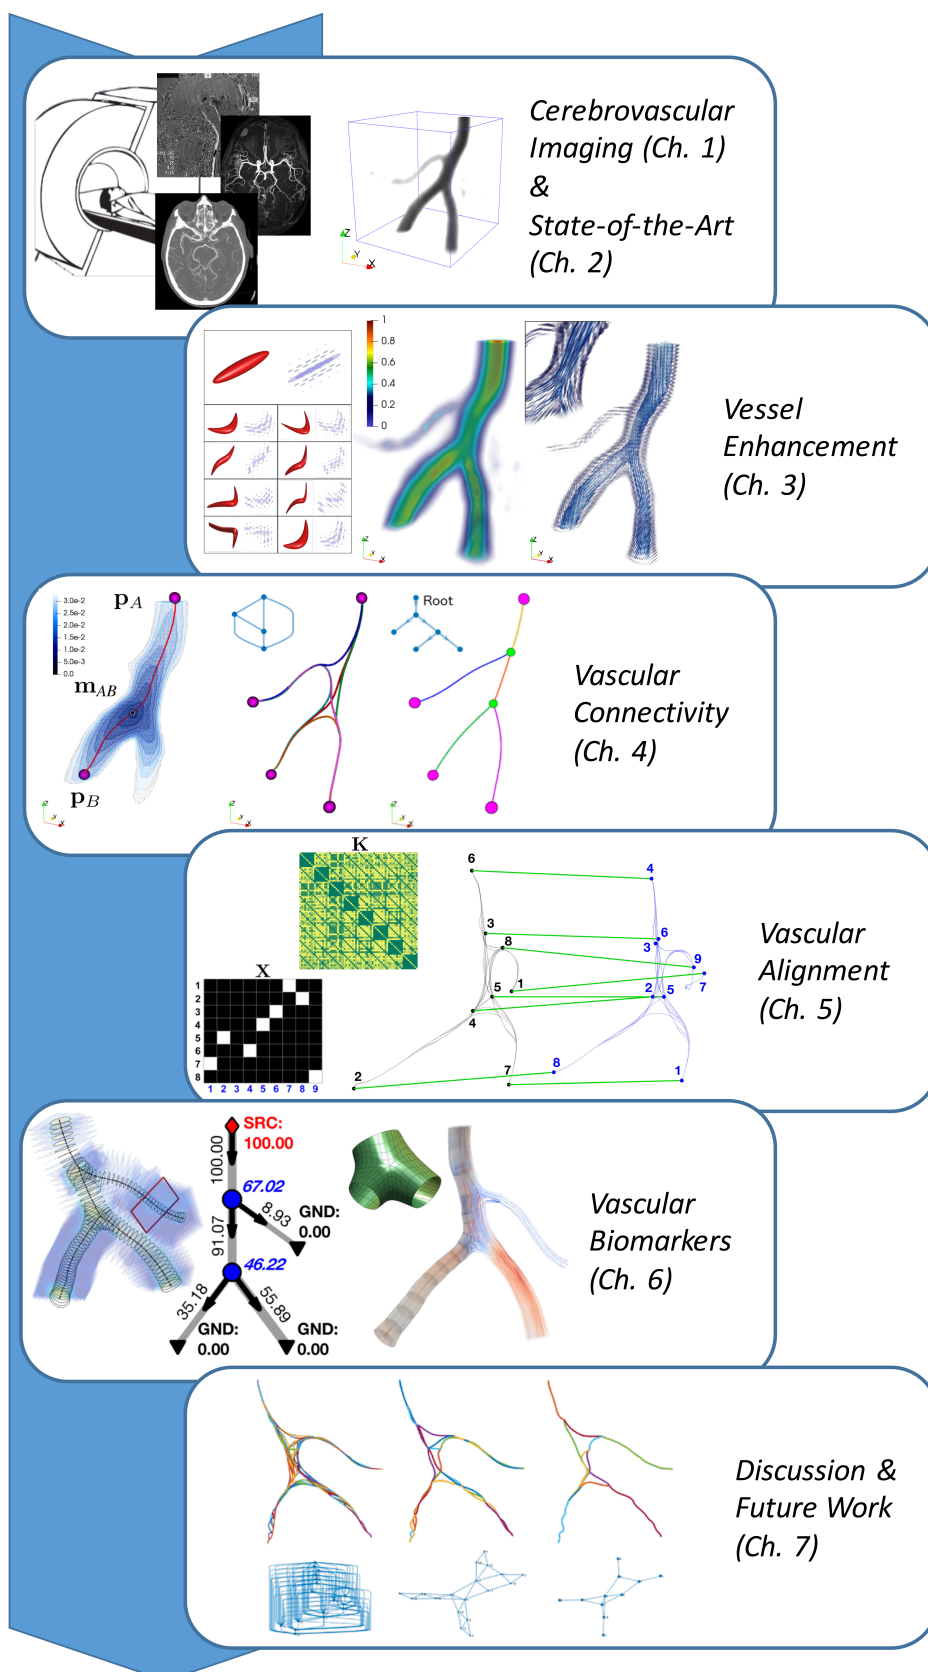 Cerebrovascular
Imaging (Ch. 1)
&
State-of-the-Art
(Ch. 2)
Z
Y
X
1
0.8
0.6
0.4
0.2
0
Z
Y
X
Z
Y
X
Vessel
Enhancement
(Ch. 3)
3.0e-2
2.5e-2
2.0e-2
1.5e-2
1.0e-2
5.0e-3
0.0
p_A
m_AB
p_B
Root
Z
Y
X
Z
Y
X
Z
Y
X
Vascular
Connectivity
(Ch. 4)
K
X
1
2
3
4
5
6
7
8
1 2 3 4 5 6 7 8 9
6
3
8
1
5
4
2
7
4
6
3
9
7
2
5
8
1
Vascular
Alignment
(Ch. 5)
SRC:
100.00
100.00
67.02
8.93
GND:
0.00
91.07
46.22
35.18
55.89
GND:
0.00
GND:
0.00
Vascular
Biomarkers
(Ch. 6)
Discussion &
Future Work
(Ch. 7)